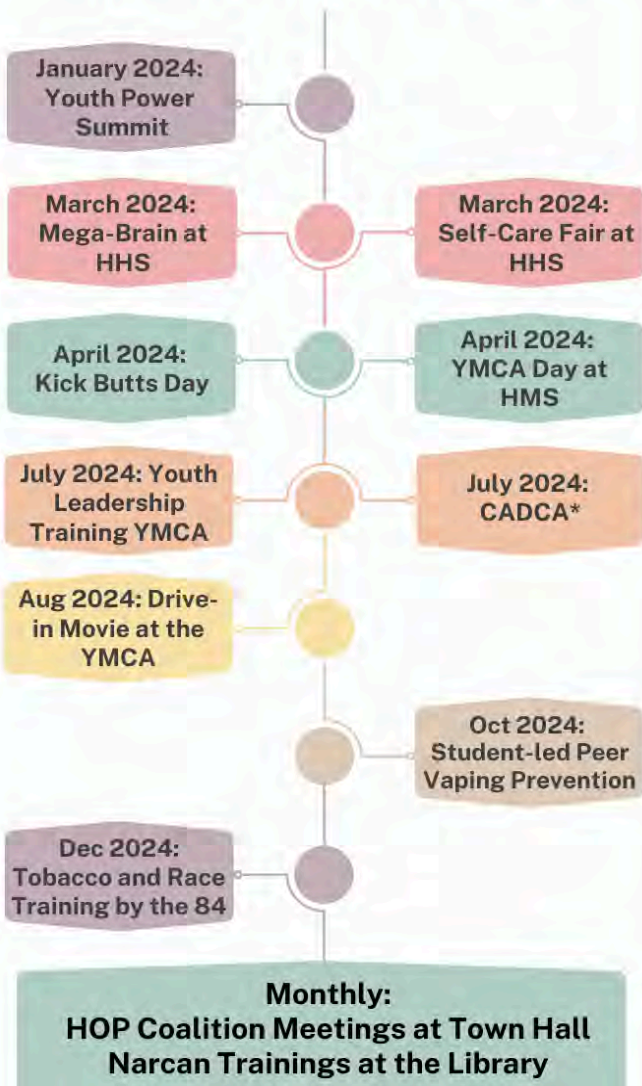 January 2024:
Youth Power
Summit
March 2024:
Mega-Brain at
HHS
March 2024:
Self-Care Fair at
HHS
April 2024:
Kick Butts Day
April 2024:
YMCA Day at
HMS
July 2024: Youth
Leadership
Training YMCA
July 2024:
CADCA*
Aug 2024: Drive-
in Movie at the
YMCA
Oct 2024:
Student-led Peer
Vaping Prevention
Dec 2024:
Tobacco and Race
Training by the 84
Monthly:
HOP Coalition Meetings at Town Hall
Narcan Trainings at the Library